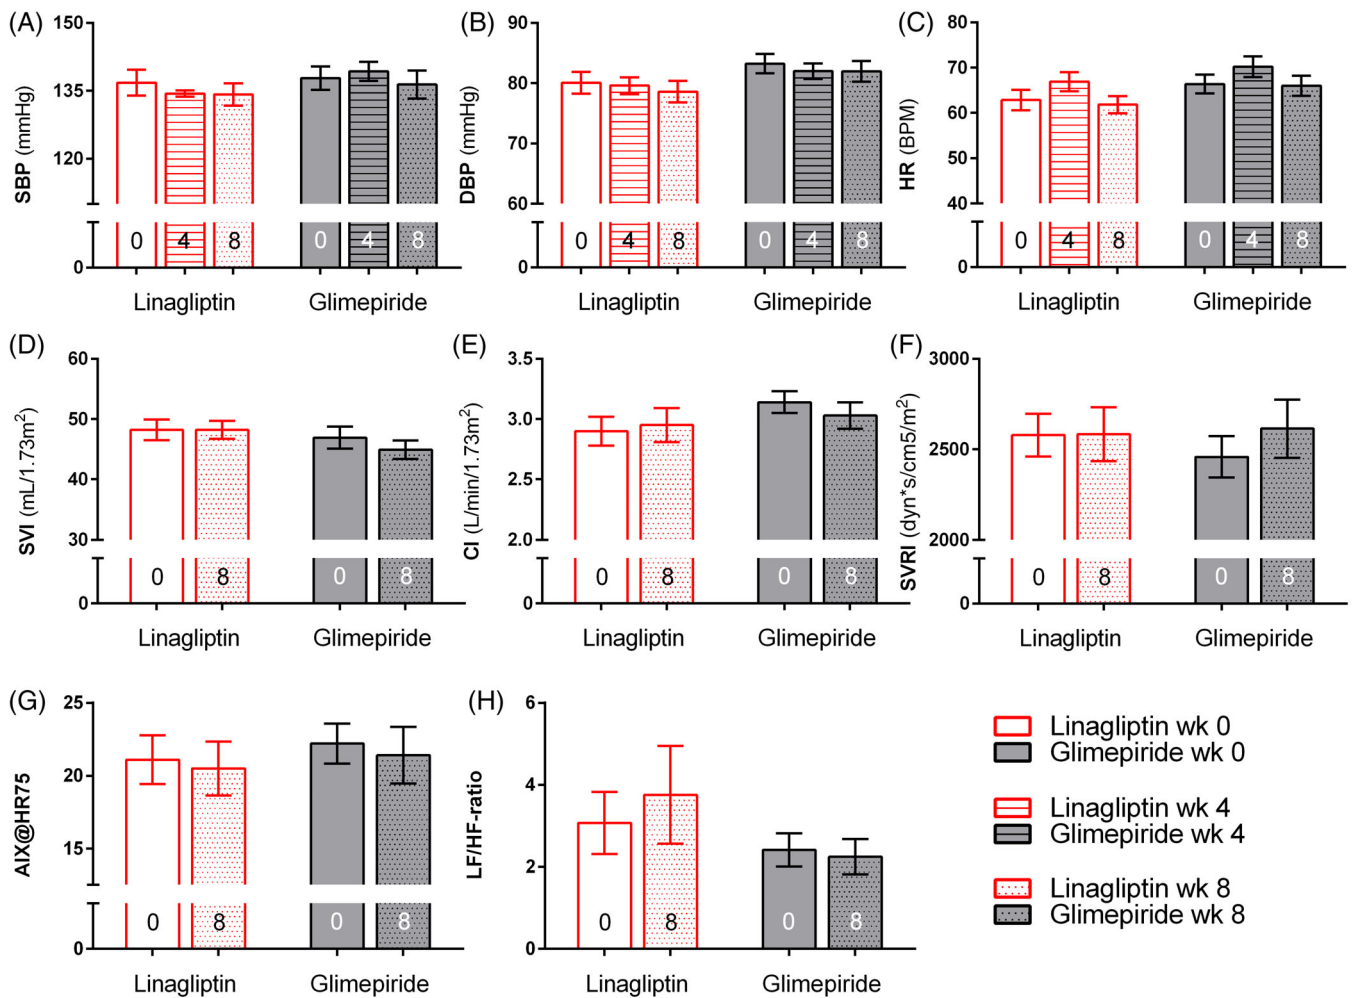 (A)
SBP (mmHg)
150
135
120
0
0 4 8 0 4 8
Linagliptin Glimepiride
(B)
DBP (mmHg)
90
80
70
60
0
0 4 8 0 4 8
Linagliptin Glimepiride
(C)
HR (BPM)
80
70
60
50
40
0
0 4 8 0 4 8
Linagliptin Glimepiride
(D)
SVI (mL/1.73m²)
60
50
40
30
0
0 8 0 8
Linagliptin Glimepiride
(E)
CI (L/min/1.73m²)
3.5
3.0
2.5
2.0
0
0 8 0 8
Linagliptin Glimepiride
(F)
SVRI (dyn*s/cm5/m²)
3000
2500
2000
0
0 8 0 8
Linagliptin Glimepiride
(G)
AIX@HR75
25
20
15
0
0 8 0 8
Linagliptin Glimepiride
(H)
LF/HF-ratio
6
4
2
0
0 8 0 8
Linagliptin Glimepiride
Linagliptin wk 0
Glimepiride wk 0
Linagliptin wk 4
Glimepiride wk 4
Linagliptin wk 8
Glimepiride wk 8